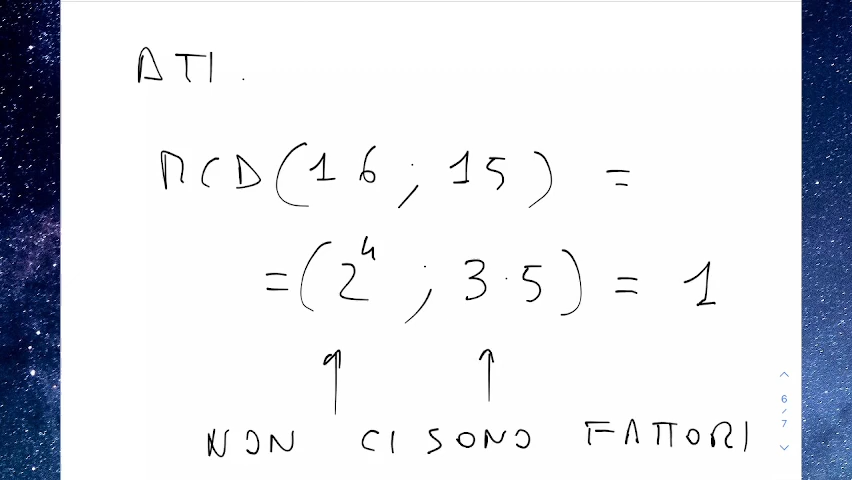 ATI.
MCD(16; 15) =
= (2⁴ ; 3·5) = 1
↑ ↑
NON CI SONO FATTORI
6
/
7